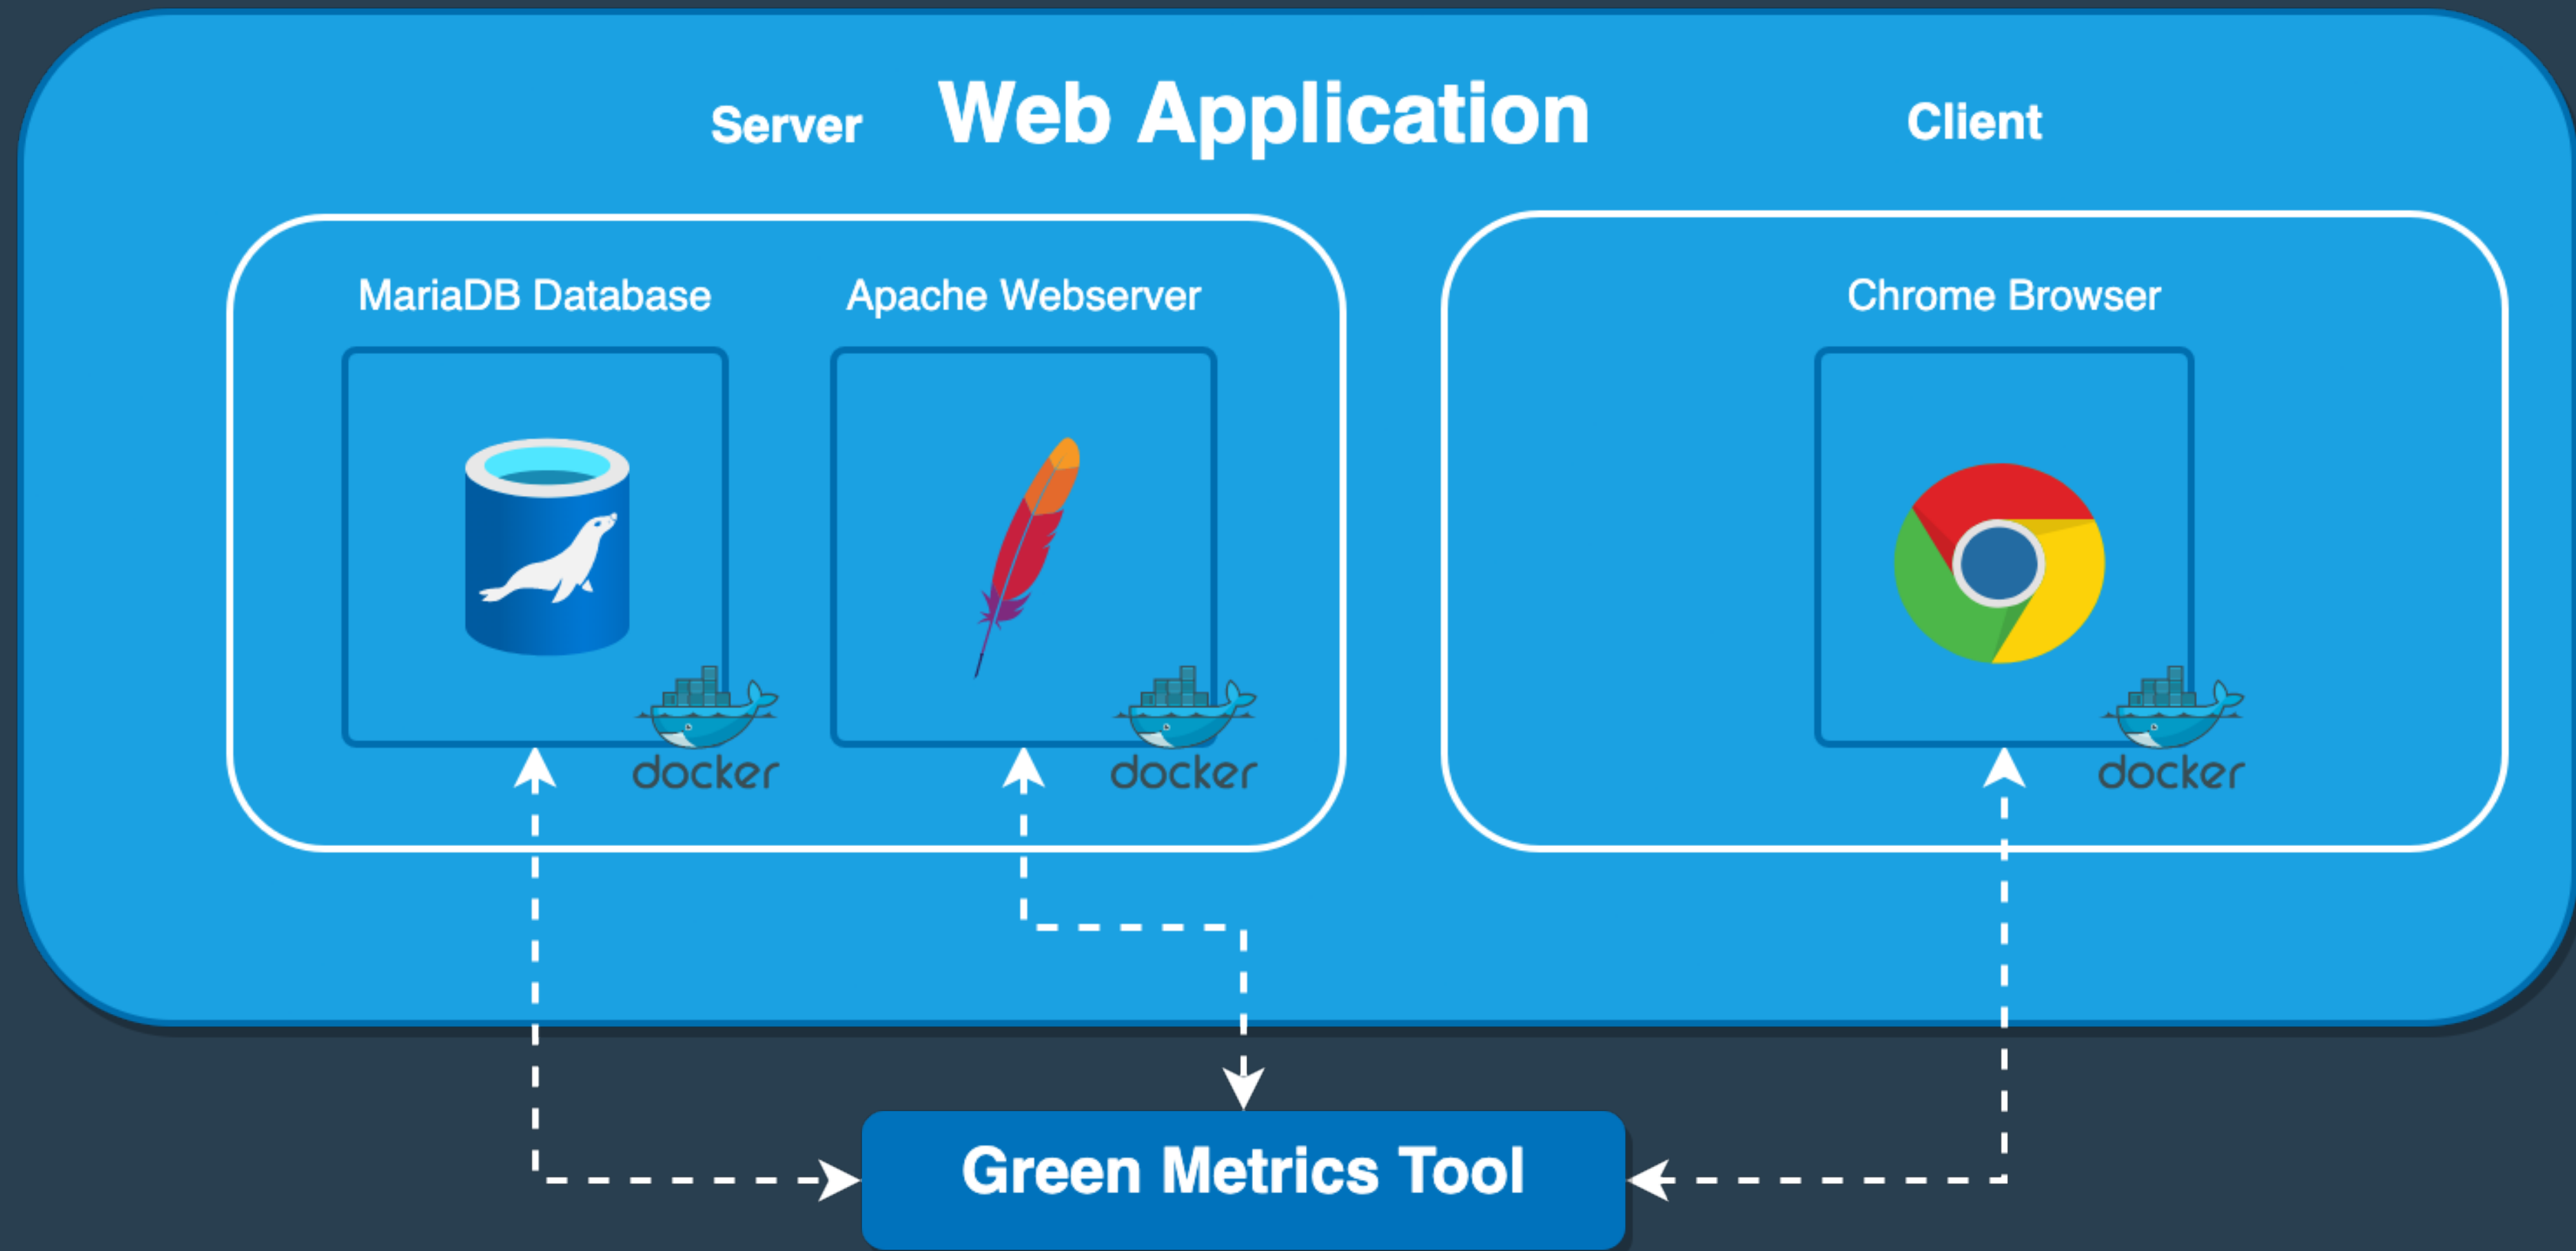 Web Application
Server
Client
MariaDB Database
Apache Webserver
Chrome Browser
docker
docker
docker
Green Metrics Tool